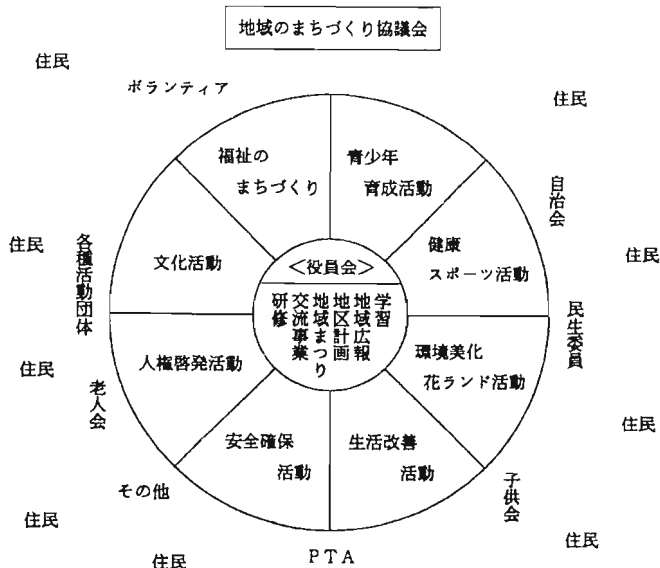 地域のまちづくり協議会
住民
ボランティア
住民
福祉の
まちづくり
青少年
育成活動
自治会
住民
各種活動団体
文化活動
健康
スポーツ活動
住民
<役員会>
学習
地域広報
地区計画
地域まつり
交流事業
研修
民生委員
住民
老人会
人権啓発活動
環境美化
花ランド活動
住民
安全確保
活動
生活改善
活動
その他
子供会
住民
住民
PTA
住民